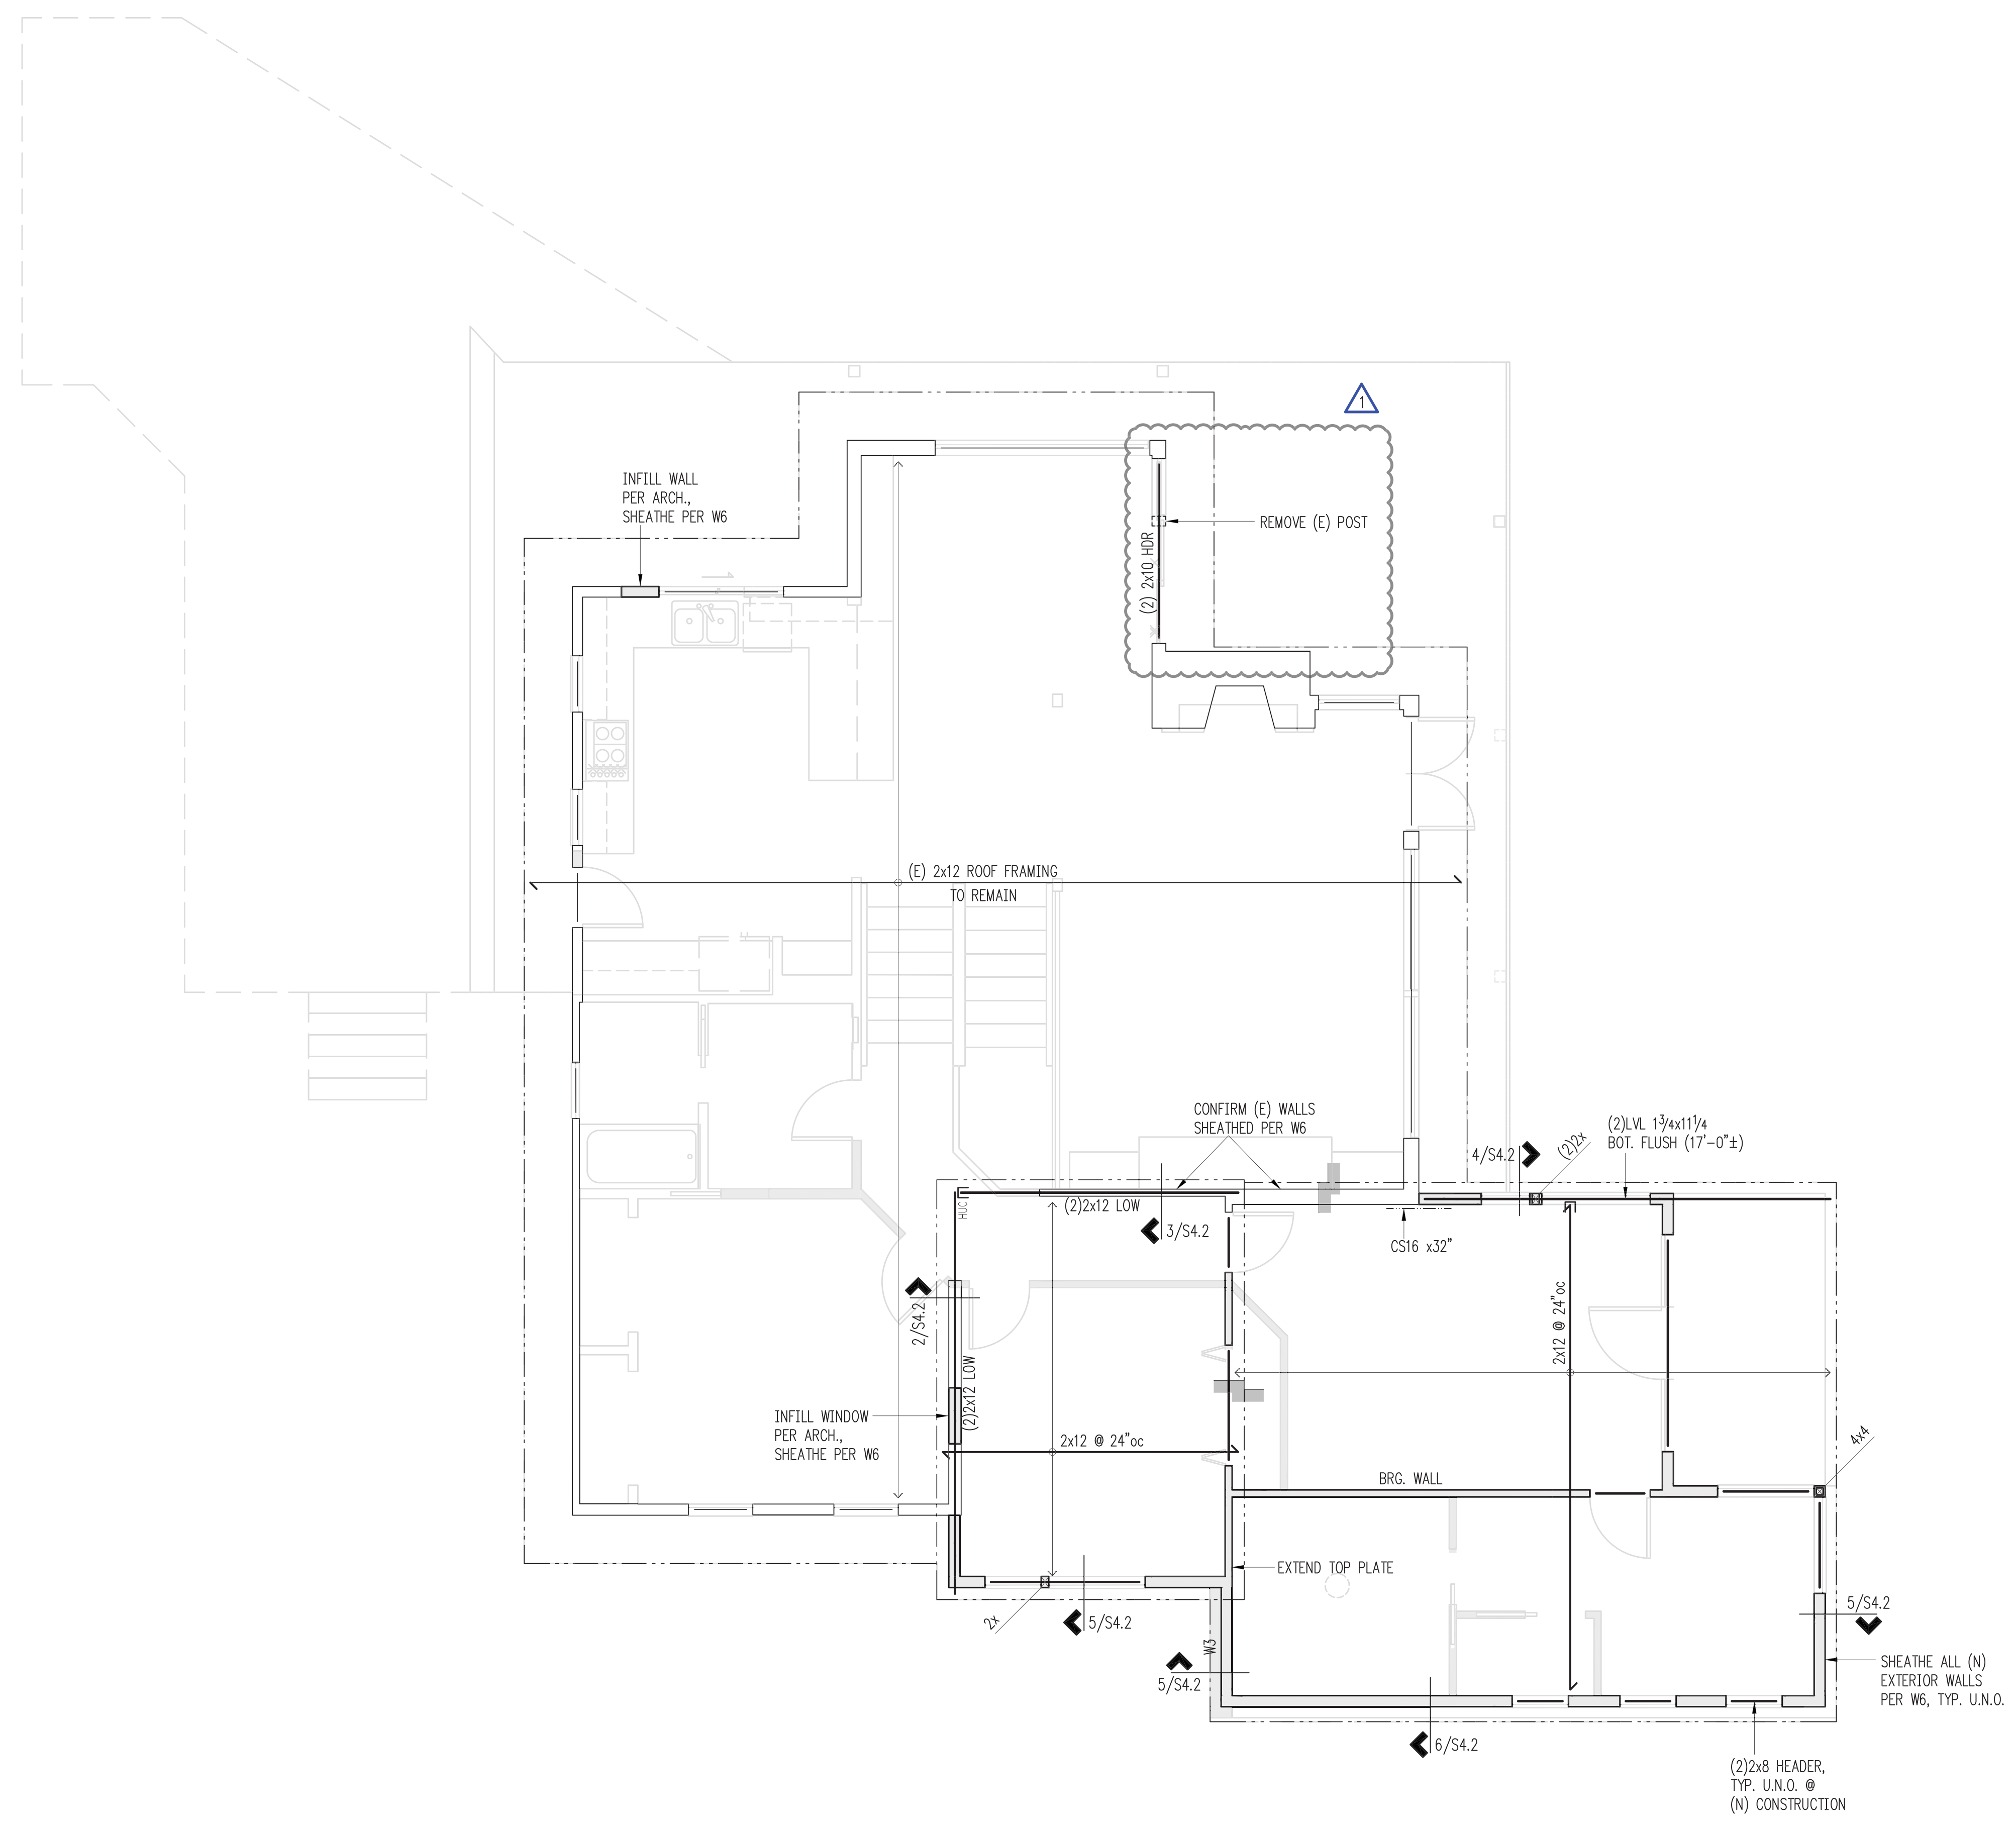 1
INFILL WALL
PER ARCH.,
SHEATHE PER W6
REMOVE (E) POST
(2) 2x10 HDR
(E) 2x12 ROOF FRAMING
TO REMAIN
CONFIRM (E) WALLS
SHEATHED PER W6
(2)LVL 1¾x11¼
BOT. FLUSH (17'-0"±)
4/S4.2
(2)2x
HUC
(2)2x12 LOW
3/S4.2
CS16 x32"
2/S4.2
2x12 @ 24"oc
(2)2x12 LOW
INFILL WINDOW
PER ARCH.,
SHEATHE PER W6
2x12 @ 24"oc
4x4
BRG. WALL
EXTEND TOP PLATE
2x
5/S4.2
5/S4.2
W3
5/S4.2
SHEATHE ALL (N)
EXTERIOR WALLS
PER W6, TYP. U.N.O.
6/S4.2
(2)2x8 HEADER,
TYP. U.N.O. @
(N) CONSTRUCTION